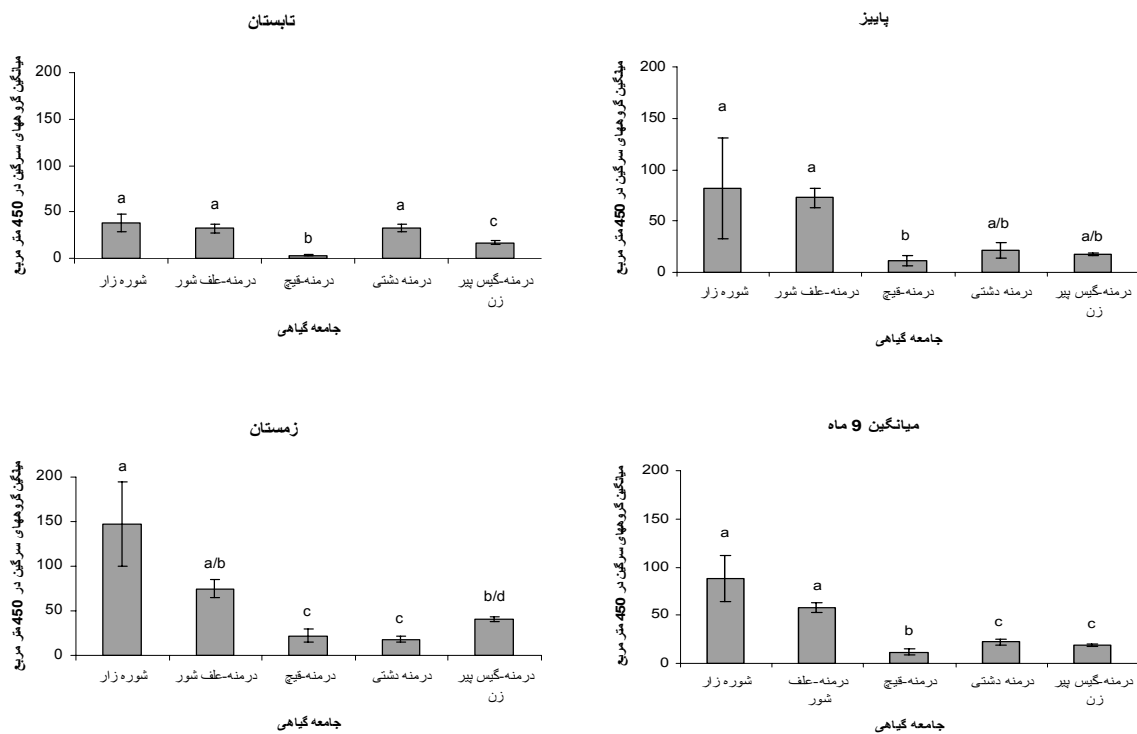 تابستان
میانگین گروههای سرگین در 450 متر مربع
200
150
100
50
0
a
a
b
a
c
شوره زار
درمنه-علف شور
درمنه-قیچ
درمنه دشتی
درمنه-گیس پیر
زن
جامعه گیاهی
پاییز
میانگین گروههای سرگین در 450 متر مربع
200
150
100
50
0
a
a
b
a/b
a/b
شوره زار
درمنه-علف شور
درمنه-قیچ
درمنه دشتی
درمنه-گیس پیر
زن
جامعه گیاهی
زمستان
میانگین گروههای سرگین در 450 متر مربع
200
150
100
50
0
a
a/b
c
c
b/d
شوره زار
درمنه-علف شور
درمنه-قیچ
درمنه دشتی
درمنه-گیس پیر
زن
جامعه گیاهی
میانگین 9 ماه
میانگین گروههای سرگین در 450 متر مربع
200
150
100
50
0
a
a
b
c
c
شوره زار
درمنه-علف
شور
درمنه-قیچ
درمنه دشتی
درمنه-گیس پیر
زن
جامعه گیاهی